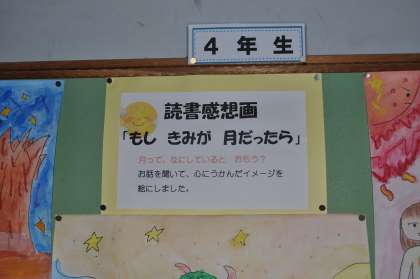 4年生
読書感想画
「もし きみが 月だったら」
月って、なにしていると おもう？
お話を聞いて、心にうかんだイメージを
絵にしました。